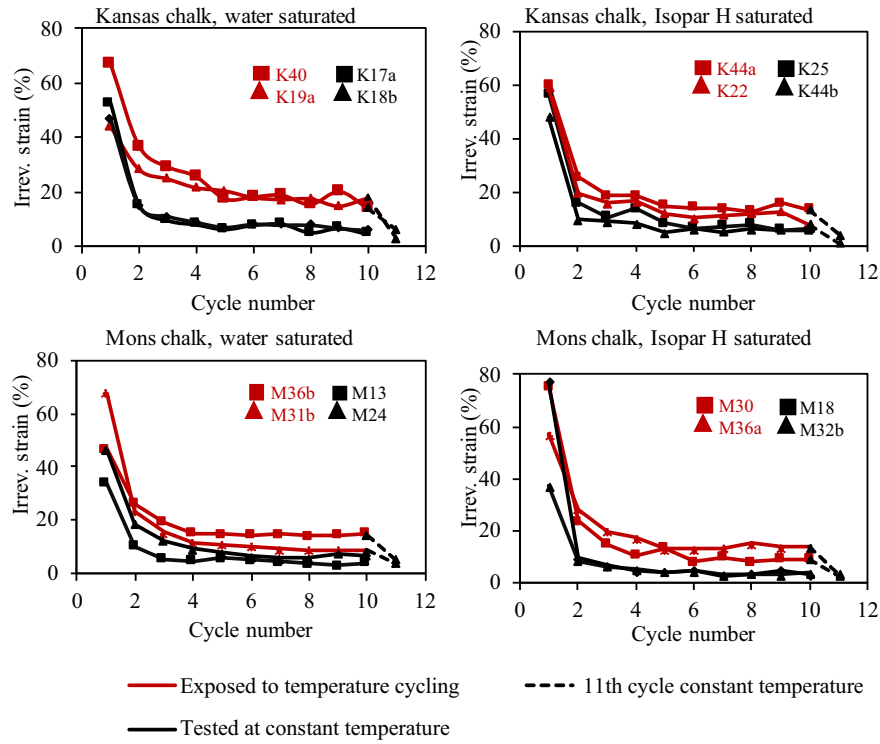 Kansas chalk, water saturated
Irrev. strain (%)
80
60
40
20
0
K40 K17a
K19a K18b
0 2 4 6 8 10 12
Cycle number
Kansas chalk, Isopar H saturated
Irrev. strain (%)
80
60
40
20
0
K44a K25
K22 K44b
0 2 4 6 8 10 12
Cycle number
Mons chalk, water saturated
Irrev. strain (%)
80
60
40
20
0
M36b M13
M31b M24
0 2 4 6 8 10 12
Cycle number
Mons chalk, Isopar H saturated
Irrev. strain (%)
80
60
40
20
0
M30 M18
M36a M32b
0 2 4 6 8 10 12
Cycle number
Exposed to temperature cycling
11th cycle constant temperature
Tested at constant temperature